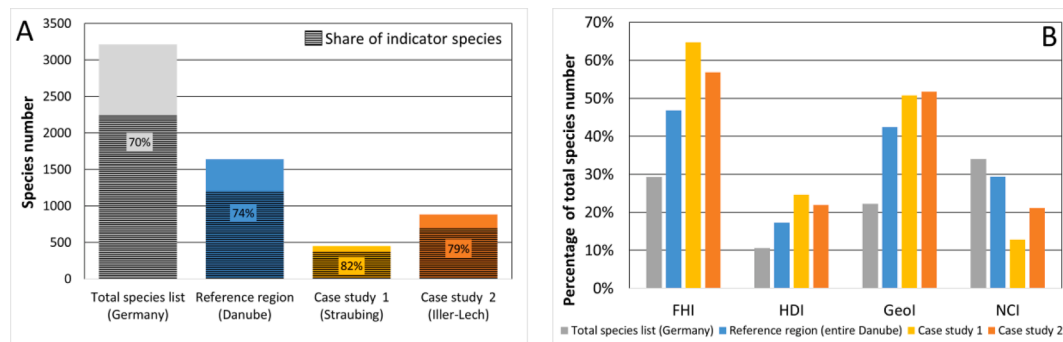 A
Share of indicator species
Species number
3500
3000
2500
2000
1500
1000
500
0
70%
74%
82%
79%
Total species list
(Germany)
Reference region
(Danube)
Case study 1
(Straubing)
Case study 2
(Iller-Lech)
B
Percentage of total species number
70%
60%
50%
40%
30%
20%
10%
0%
FHI HDI GeoI NCI
Total species list (Germany) Reference region (entire Danube) Case study 1 Case study 2